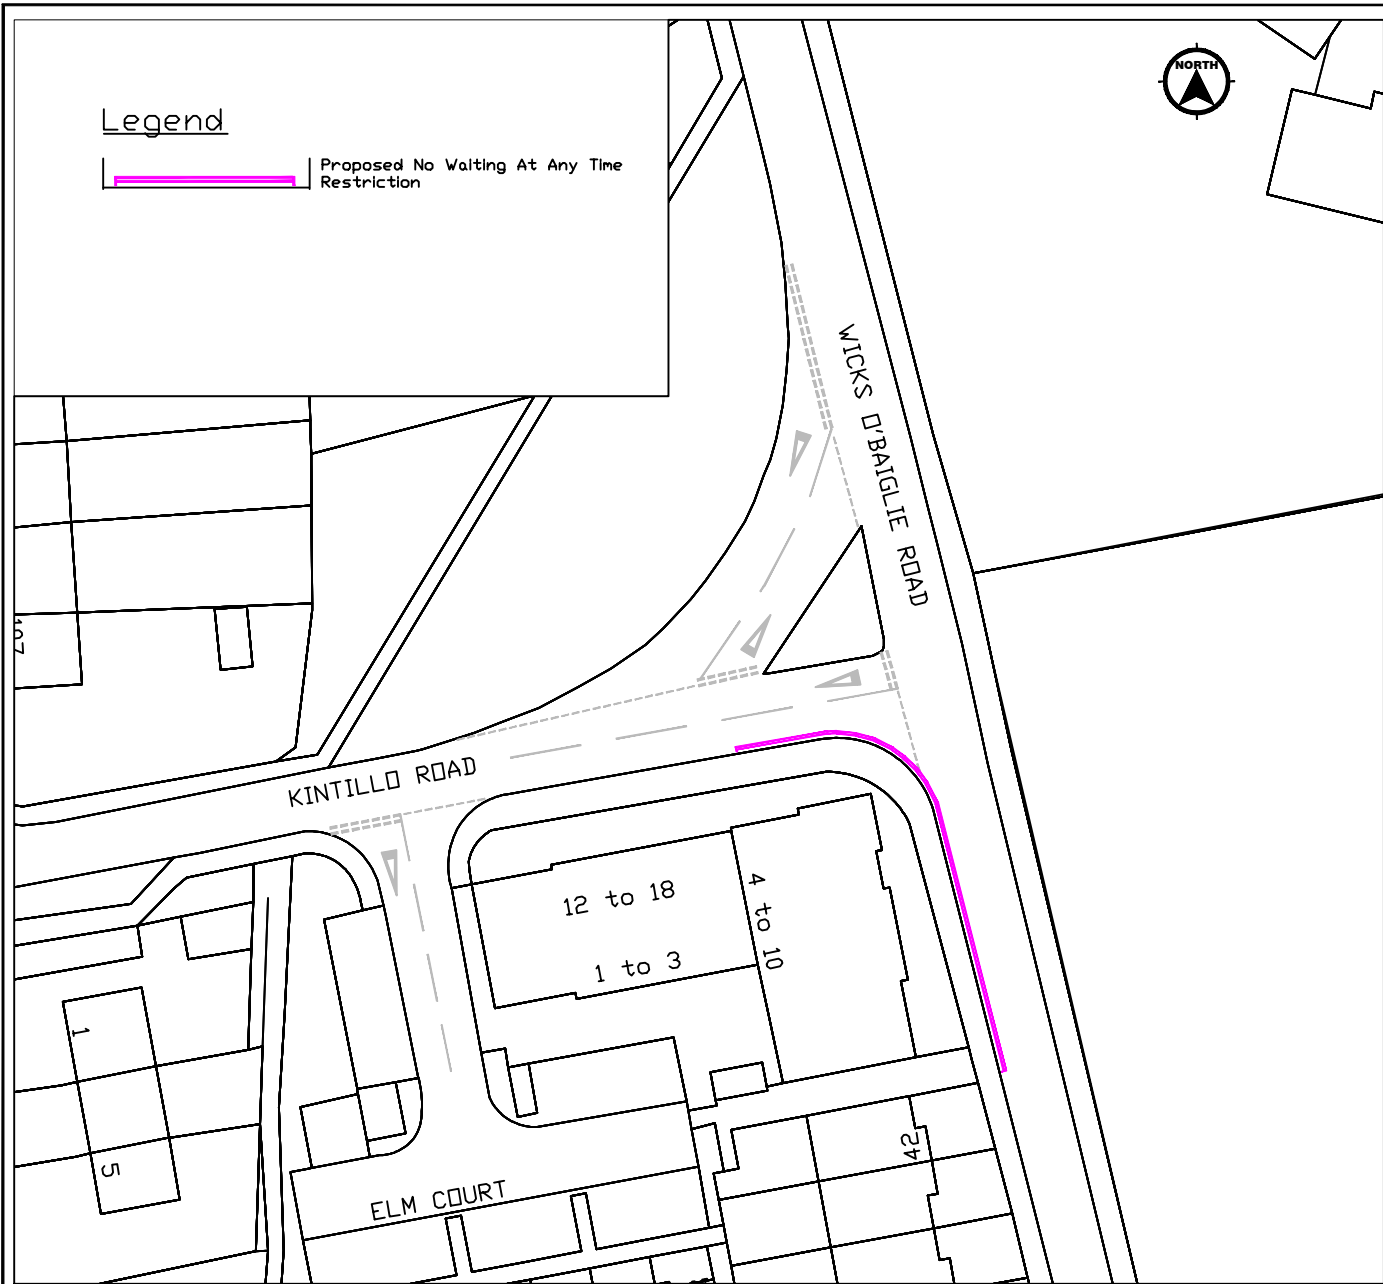 Legend
Proposed No Waiting At Any Time
Restriction
NORTH
WICKS O'BAIGLIE ROAD
KINTILLO ROAD
12 to 18
4 to 10
1 to 3
1
5
42
ELM COURT